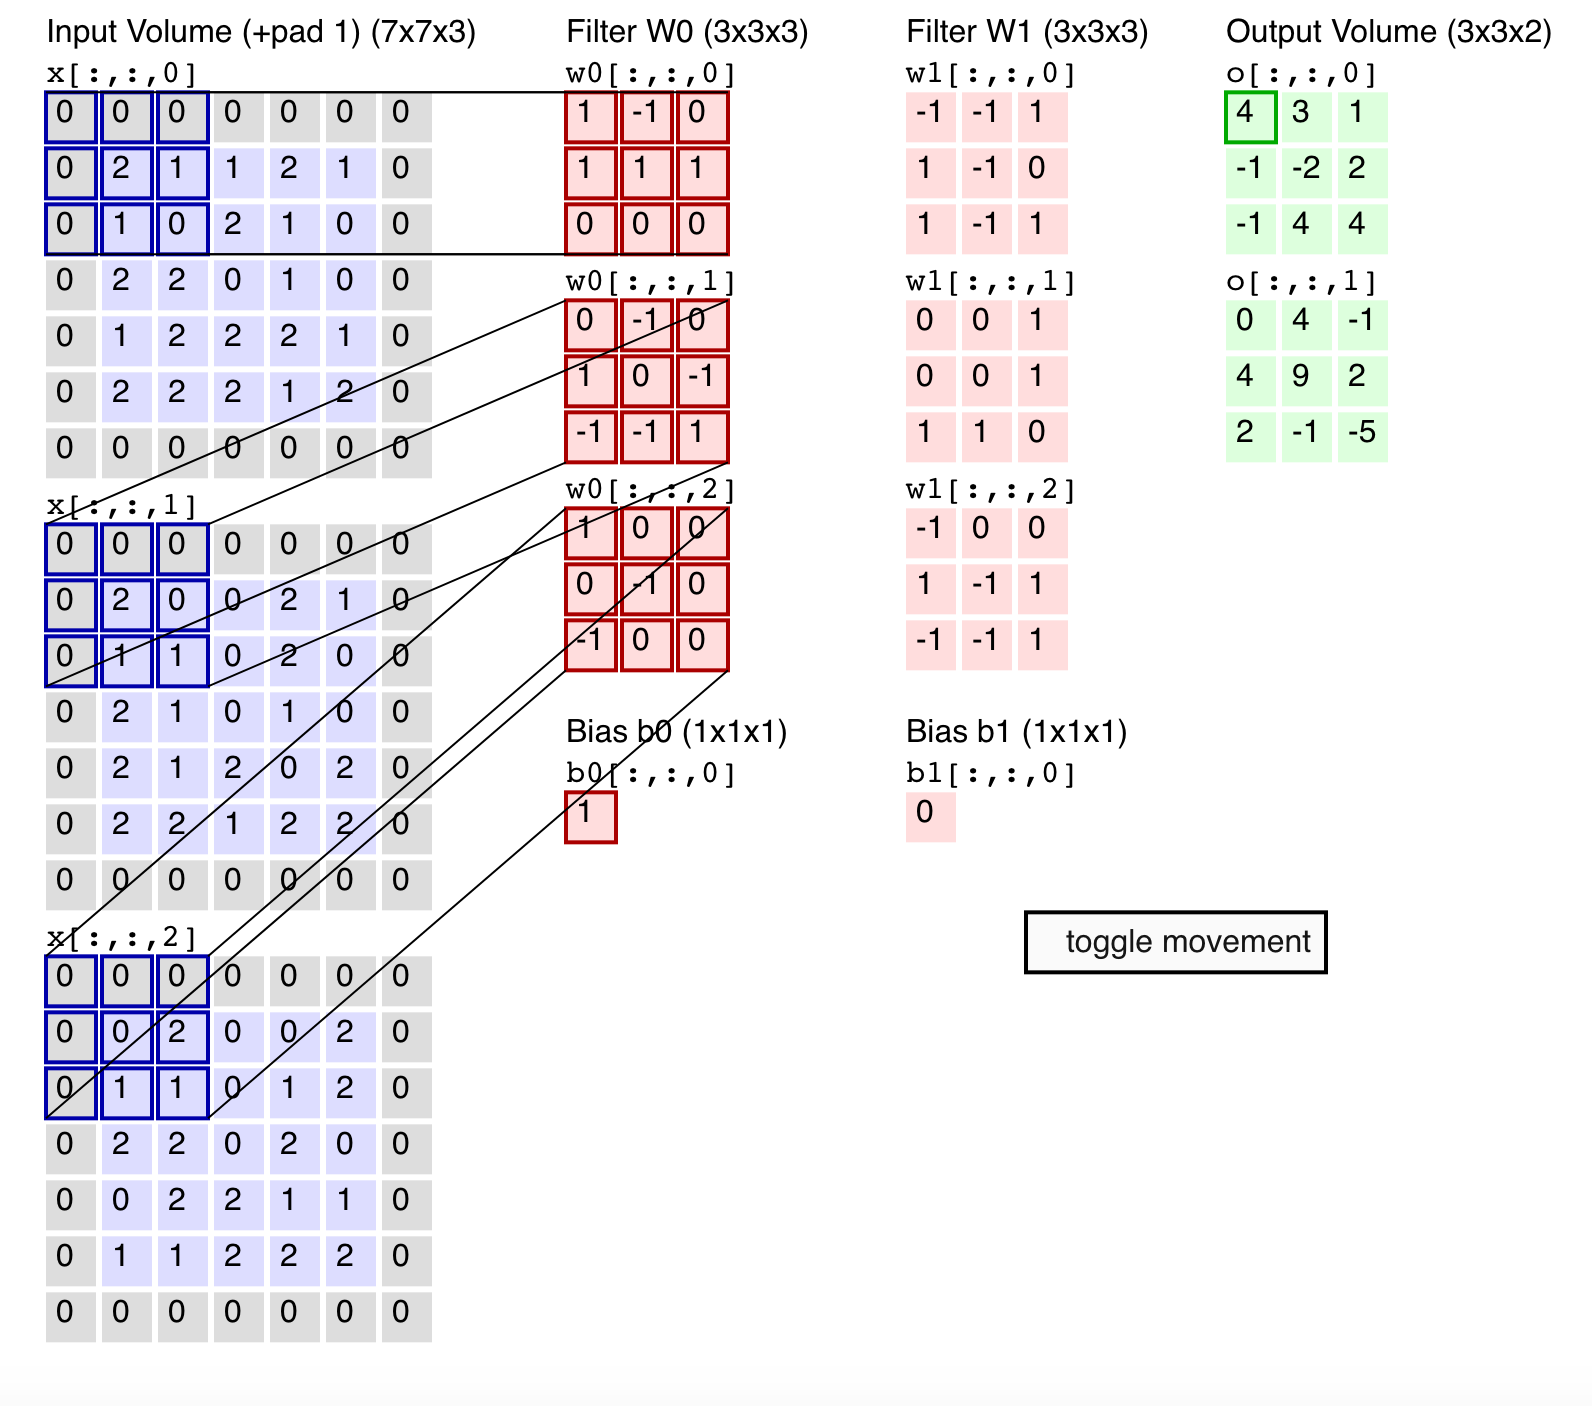 Input Volume (+pad 1) (7x7x3)
x[:,:,0]
0 0 0 0 0 0 0
0 2 1 1 2 1 0
0 1 0 2 1 0 0
0 2 2 0 1 0 0
0 1 2 2 2 1 0
0 2 2 2 1 2 0
0 0 0 0 0 0 0
x[:,:,1]
0 0 0 0 0 0 0
0 2 0 0 2 1 0
0 1 1 0 2 0 0
0 2 1 0 1 0 0
0 2 1 2 0 2 0
0 2 2 1 2 2 0
0 0 0 0 0 0 0
x[:,:,2]
0 0 0 0 0 0 0
0 0 2 0 0 2 0
0 1 1 0 1 2 0
0 2 2 0 2 0 0
0 0 2 2 1 1 0
0 1 1 2 2 2 0
0 0 0 0 0 0 0
Filter W0 (3x3x3)
w0[:,:,0]
1 -1 0
1 1 1
0 0 0
w0[:,:,1]
0 -1 0
1 0 -1
-1 -1 1
w0[:,:,2]
1 0 0
0 -1 0
-1 0 0
Bias b0 (1x1x1)
b0[:,:,0]
1
Filter W1 (3x3x3)
w1[:,:,0]
-1 -1 1
1 -1 0
1 -1 1
w1[:,:,1]
0 0 1
0 0 1
1 1 0
w1[:,:,2]
-1 0 0
1 -1 1
-1 -1 1
Bias b1 (1x1x1)
b1[:,:,0]
0
Output Volume (3x3x2)
o[:,:,0]
4 3 1
-1 -2 2
-1 4 4
o[:,:,1]
0 4 -1
4 9 2
2 -1 -5
toggle movement